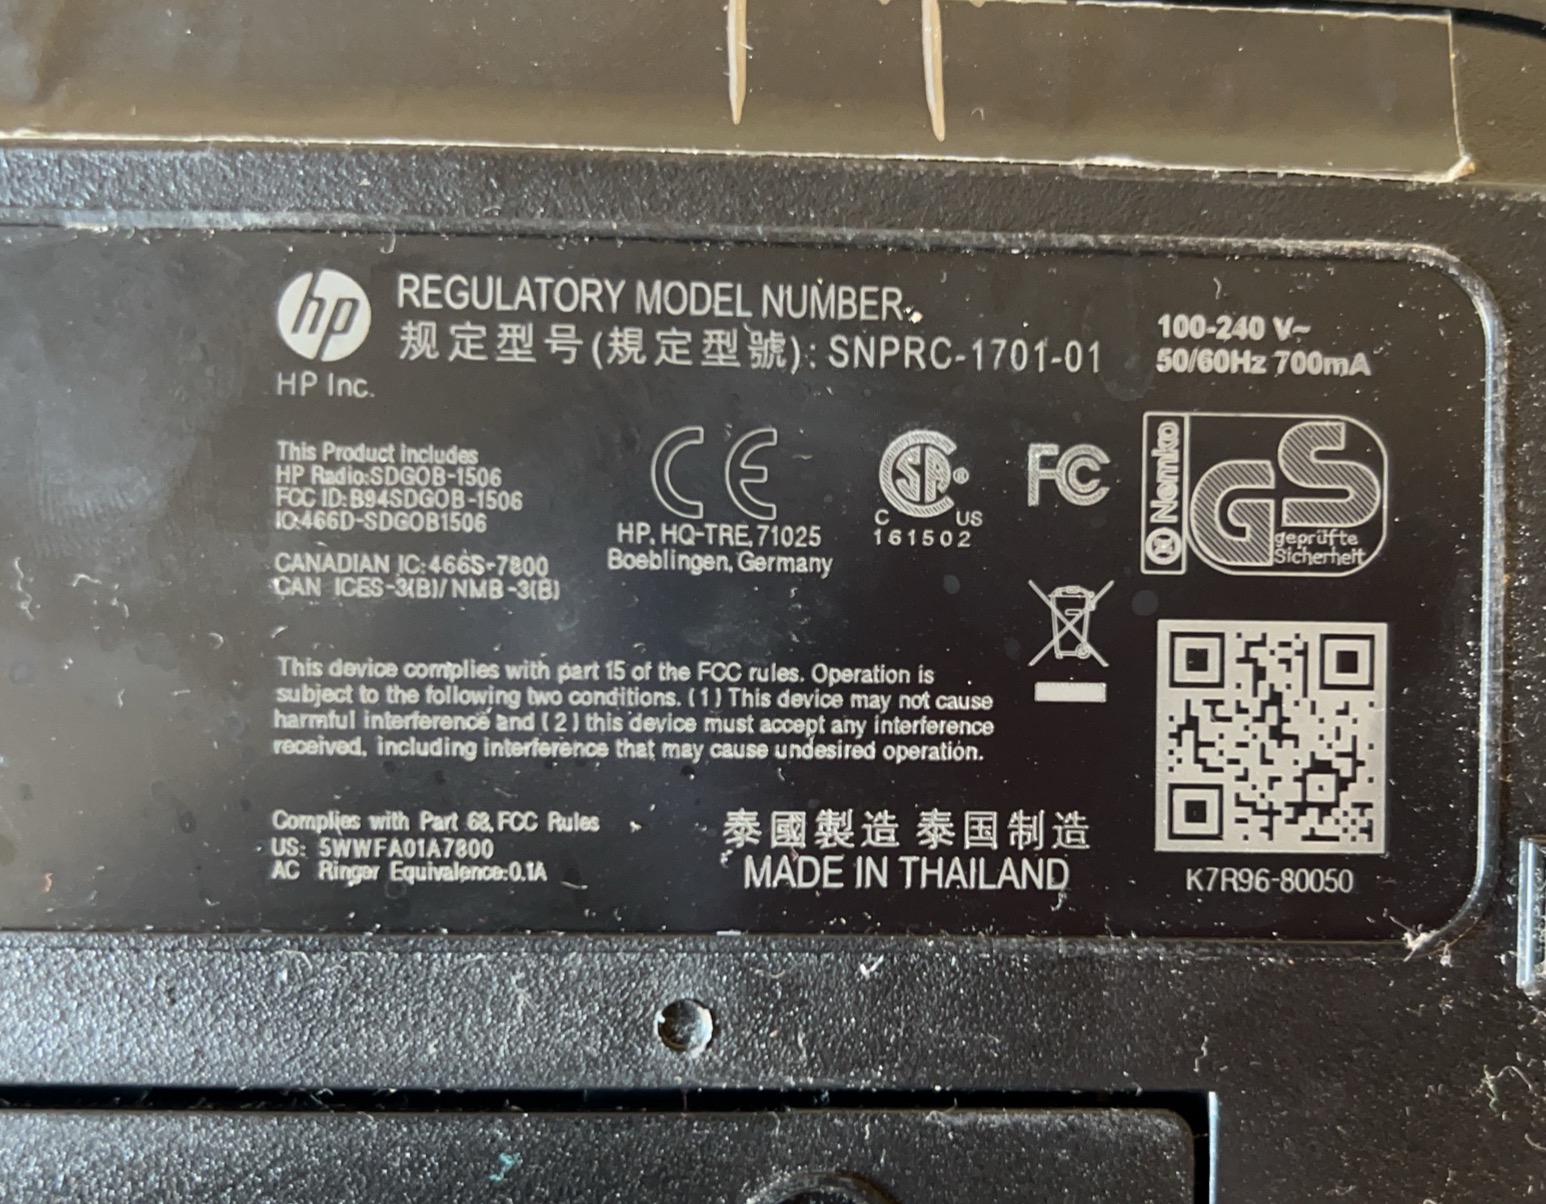 hp
HP Inc.
REGULATORY MODEL NUMBER
规定型号(規定型號): SNPRC-1701-01
100-240 V~
50/60Hz 700mA
This Product Includes
HP Radio:SDGOB-1506
FCC ID:B94SDGOB-1506
IC:466D-SDGOB1506
CANADIAN IC:466S-7800
CAN ICES-3(B)/NMB-3(B)
CE
HP, HQ-TRE, 71025
Boeblingen, Germany
SA®
C US
161502
FC
Nemko
GS
geprüfte
Sicherheit
This device complies with part 15 of the FCC rules. Operation is
subject to the following two conditions. (1) This device may not cause
harmful interference and (2) this device must accept any interference
received, including interference that may cause undesired operation.
Complies with Part 68, FCC Rules
US: 5WWFA01A7800
AC Ringer Equivalence:0.1A
泰國製造 泰国制造
MADE IN THAILAND
K7R96-80050